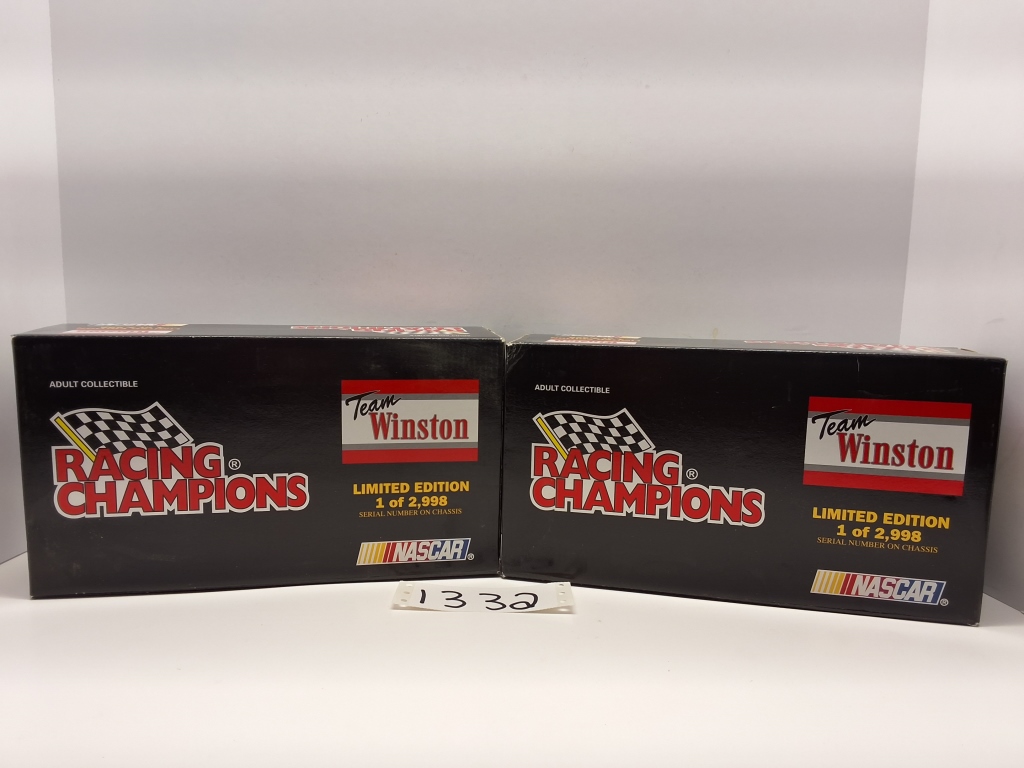 ADULT COLLECTIBLE
Team
Winston
RACING®
CHAMPIONS
LIMITED EDITION
1 of 2,998
SERIAL NUMBER ON CHASSIS
NASCAR®
ADULT COLLECTIBLE
Team
Winston
RACING®
CHAMPIONS
LIMITED EDITION
1 of 2,998
SERIAL NUMBER ON CHASSIS
NASCAR®
1332